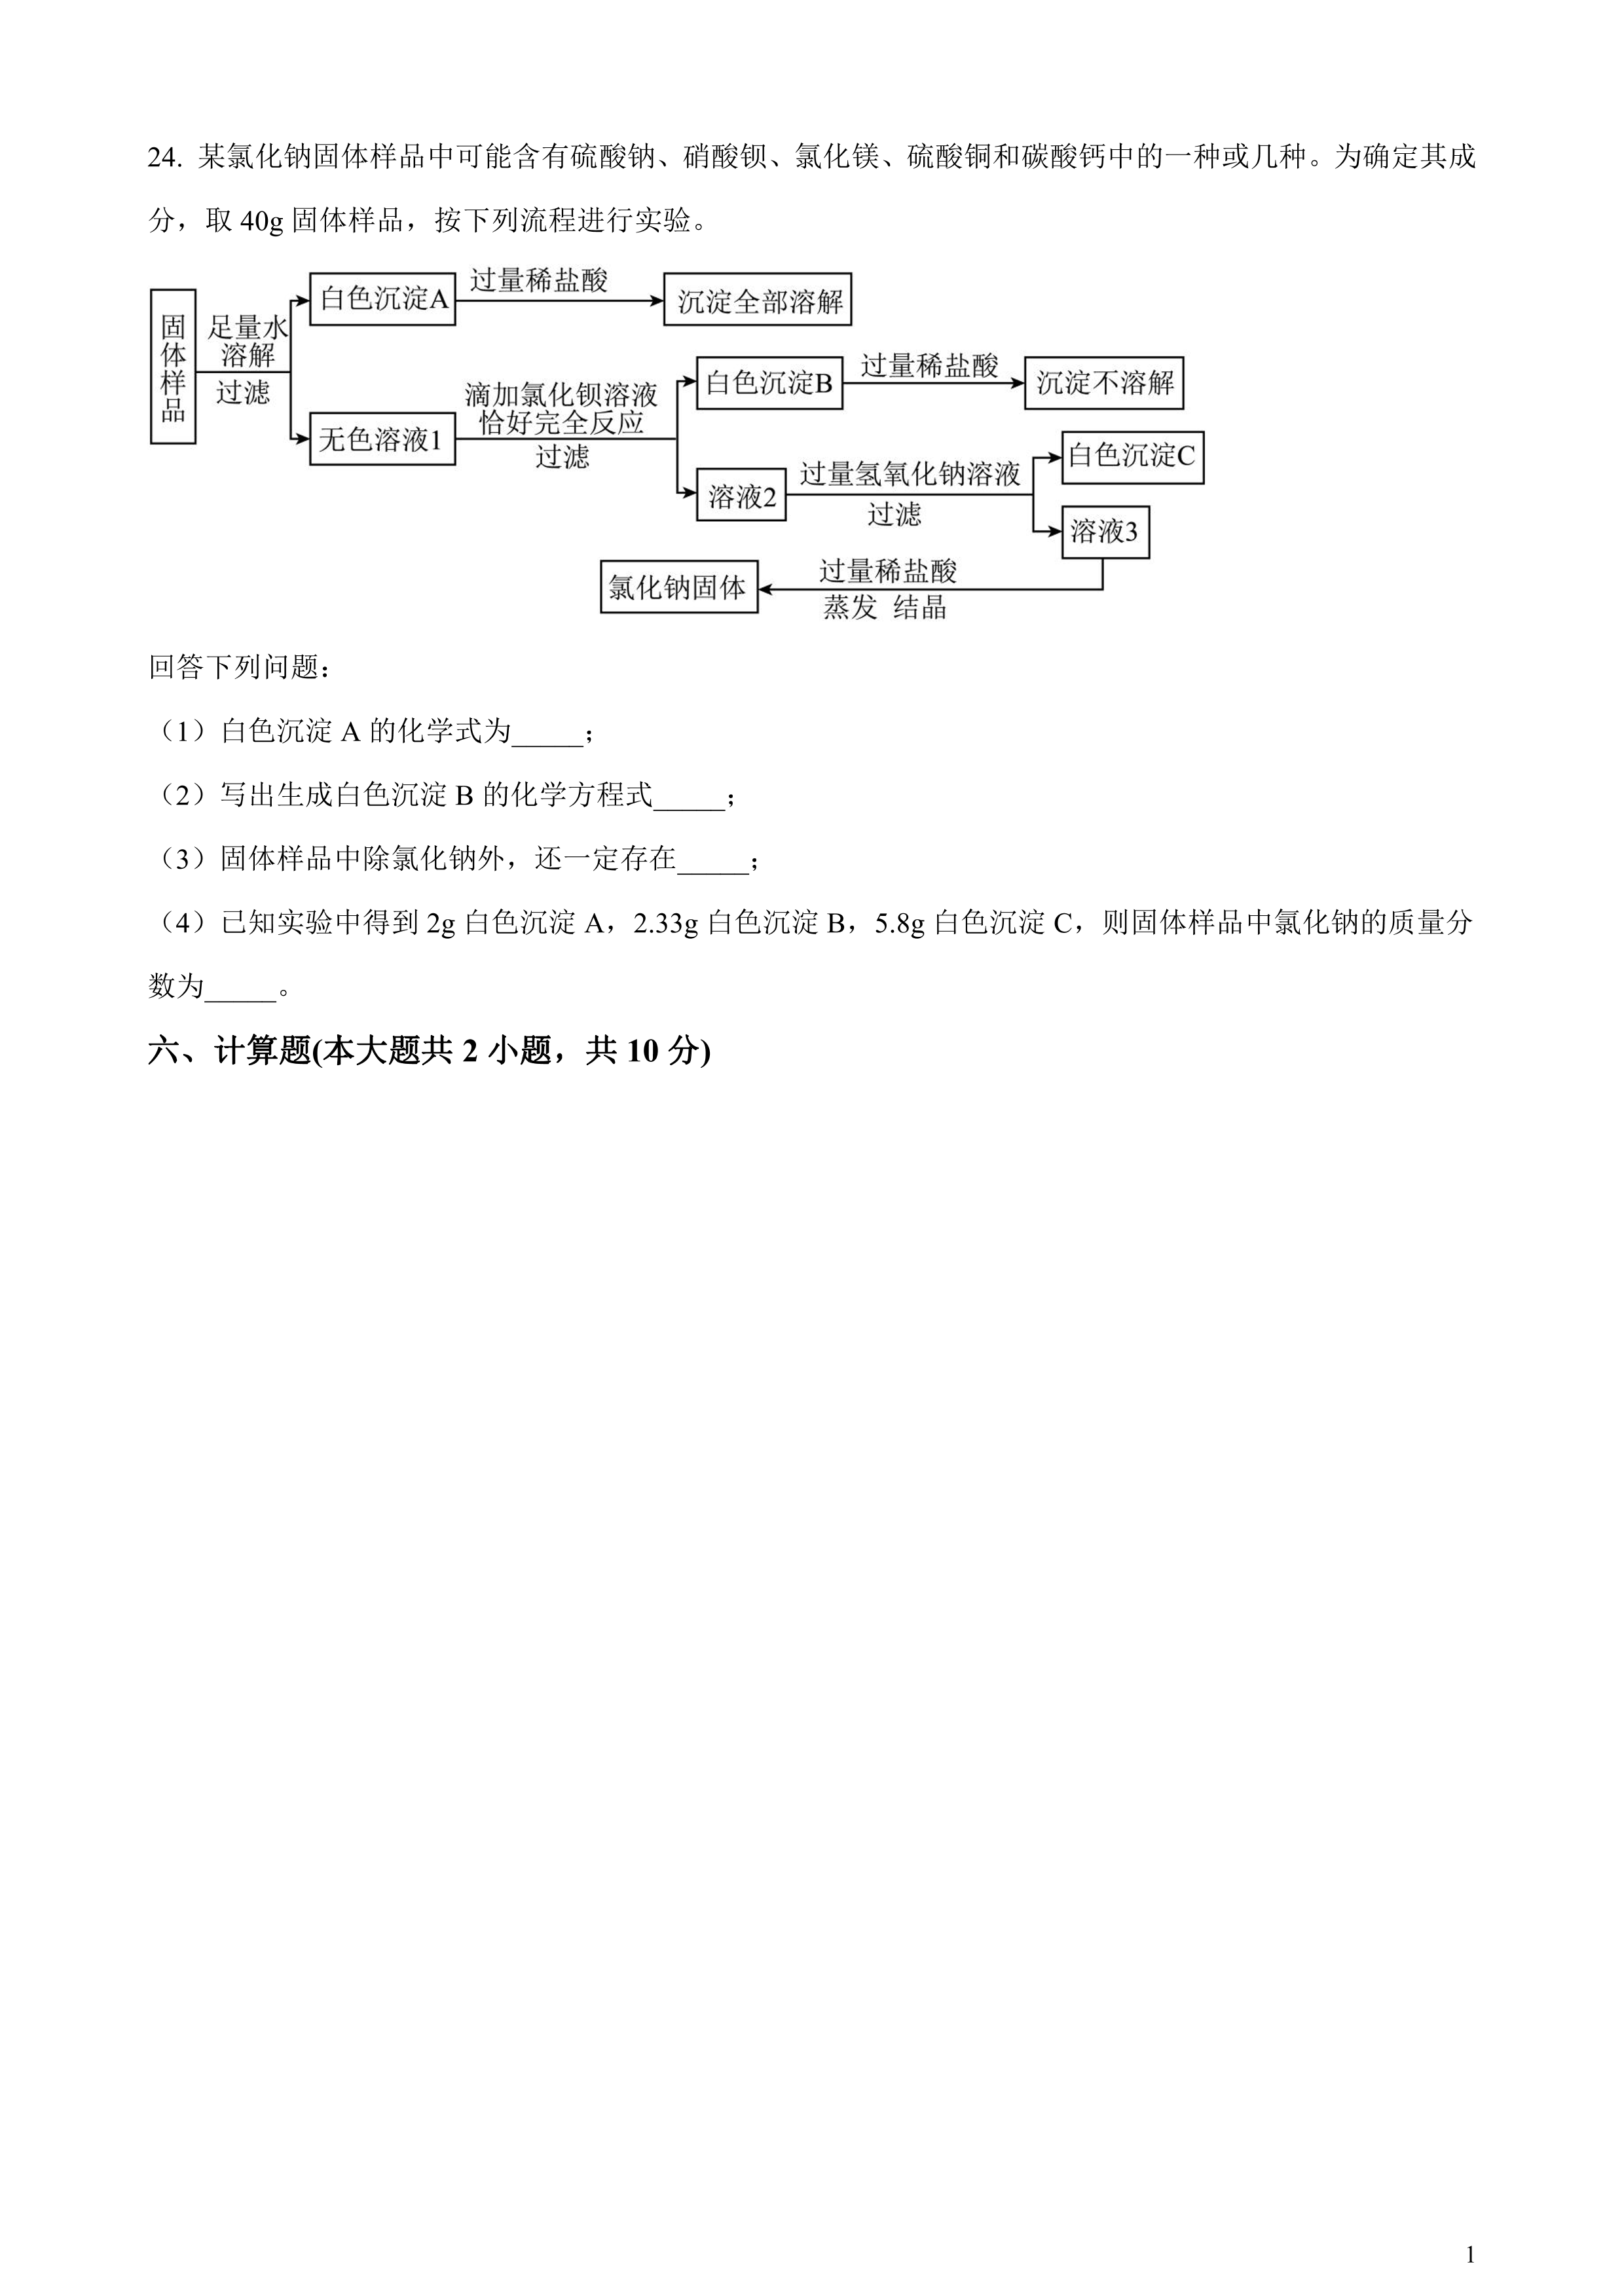 24. 某氯化钠固体样品中可能含有硫酸钠、硝酸钡、氯化镁、硫酸铜和碳酸钙中的一种或几种。为确定其成
分，取 40g 固体样品，按下列流程进行实验。
固体样品
足量水
溶解
过滤
白色沉淀A
过量稀盐酸
沉淀全部溶解
无色溶液1
滴加氯化钡溶液
恰好完全反应
过滤
白色沉淀B
过量稀盐酸
沉淀不溶解
溶液2
过量氢氧化钠溶液
过滤
白色沉淀C
溶液3
过量稀盐酸
蒸发 结晶
氯化钠固体
回答下列问题：
（1）白色沉淀 A 的化学式为_____；
（2）写出生成白色沉淀 B 的化学方程式_____；
（3）固体样品中除氯化钠外，还一定存在_____；
（4）已知实验中得到 2g 白色沉淀 A，2.33g 白色沉淀 B，5.8g 白色沉淀 C，则固体样品中氯化钠的质量分
数为_____。
六、计算题(本大题共 2 小题，共 10 分)
1